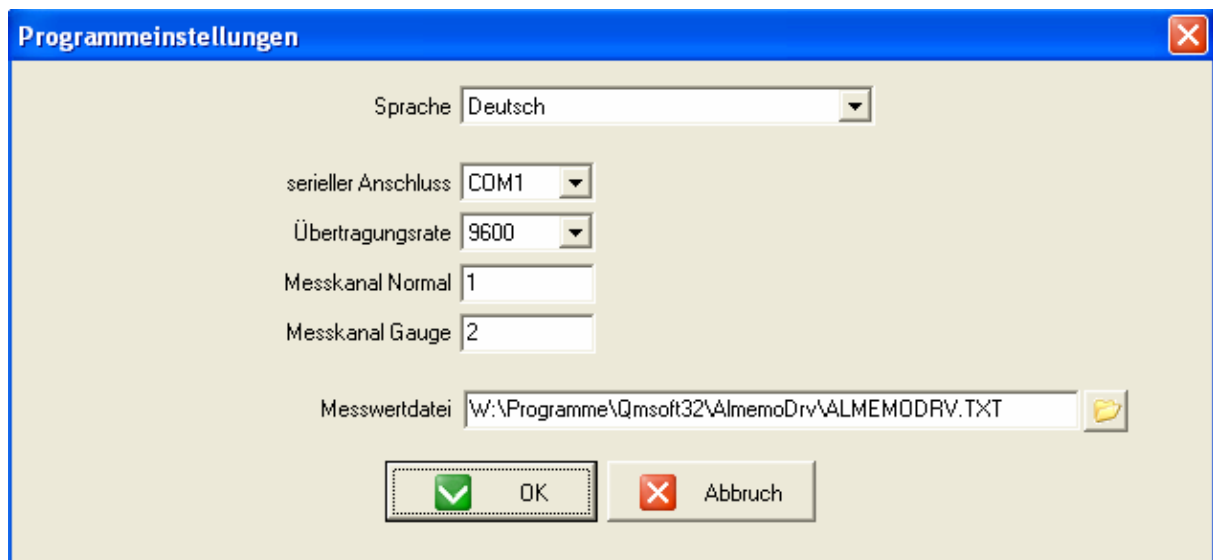 Programmeinstellungen
Sprache Deutsch
serieller Anschluss COM1
Übertragungsrate 9600
Messkanal Normal 1
Messkanal Gauge 2
Messwertdatei W:\Programme\Qmsoft32\AlmemoDrv\ALMEMODRV.TXT
OK Abbruch